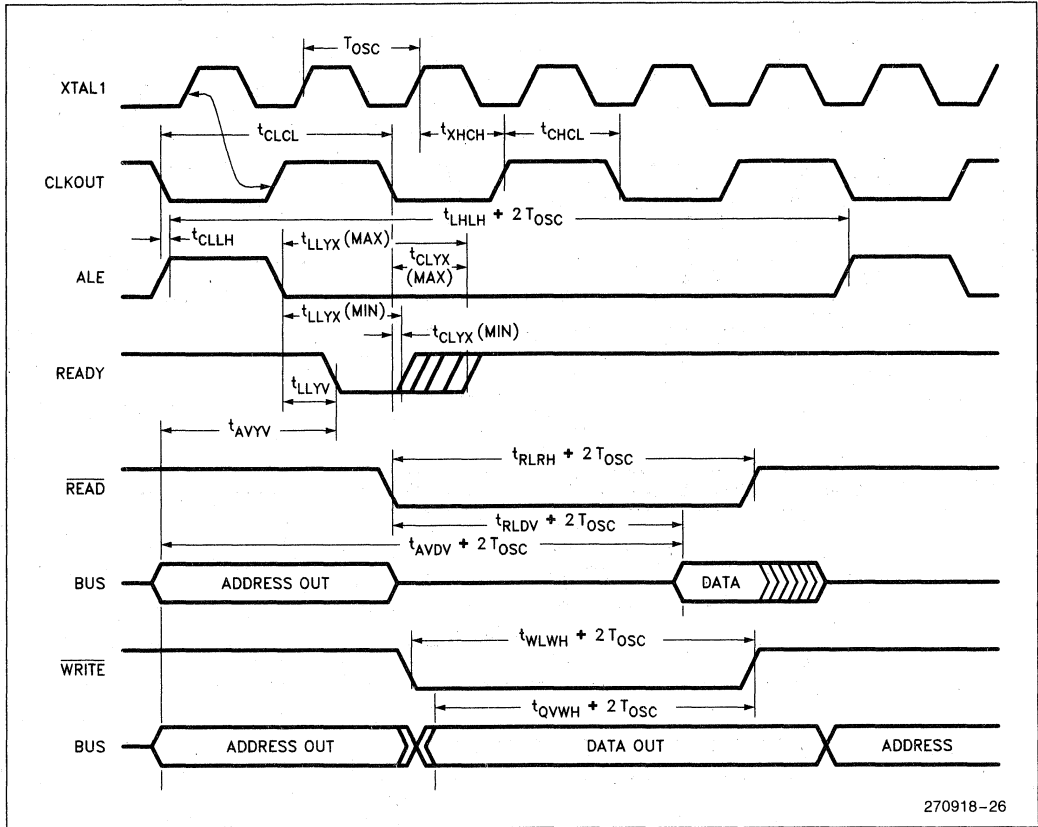 T_OSC
XTAL1
t_CLCL
t_XHCH
t_CHCL
CLKOUT
t_LHLH + 2 T_OSC
t_CLLH
t_LLYX (MAX)
t_CLYX
(MAX)
ALE
t_LLYX (MIN)
t_CLYX (MIN)
READY
t_LLYV
t_AVYV
t_RLRH + 2 T_OSC
READ
t_RLDV + 2 T_OSC
t_AVDV + 2 T_OSC
BUS
ADDRESS OUT
DATA
t_WLWH + 2 T_OSC
WRITE
t_QVWH + 2 T_OSC
BUS
ADDRESS OUT
DATA OUT
ADDRESS
270918-26